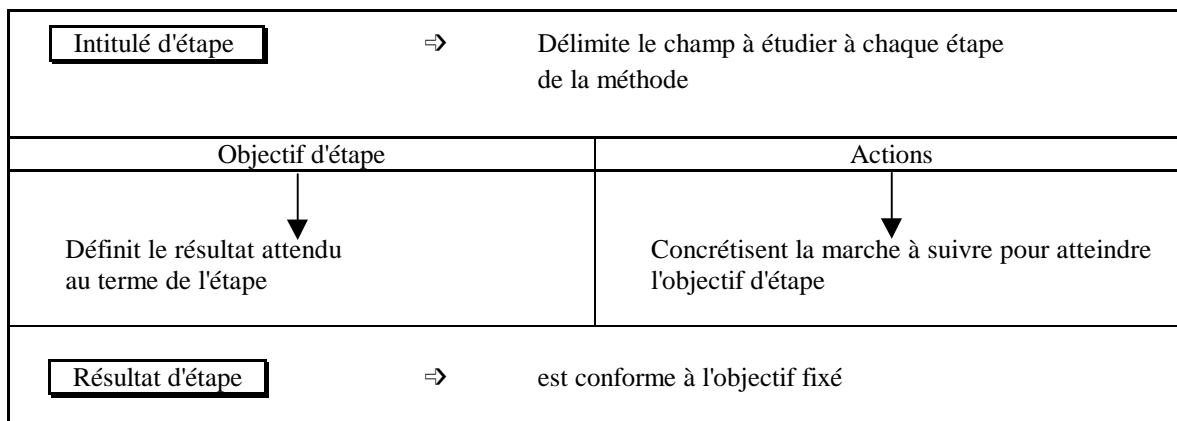 Intitulé d'étape ➩ Délimite le champ à étudier à chaque étape
de la méthode
Objectif d'étape Actions
Définit le résultat attendu
au terme de l'étape
Concrétisent la marche à suivre pour atteindre
l'objectif d'étape
Résultat d'étape ➩ est conforme à l'objectif fixé